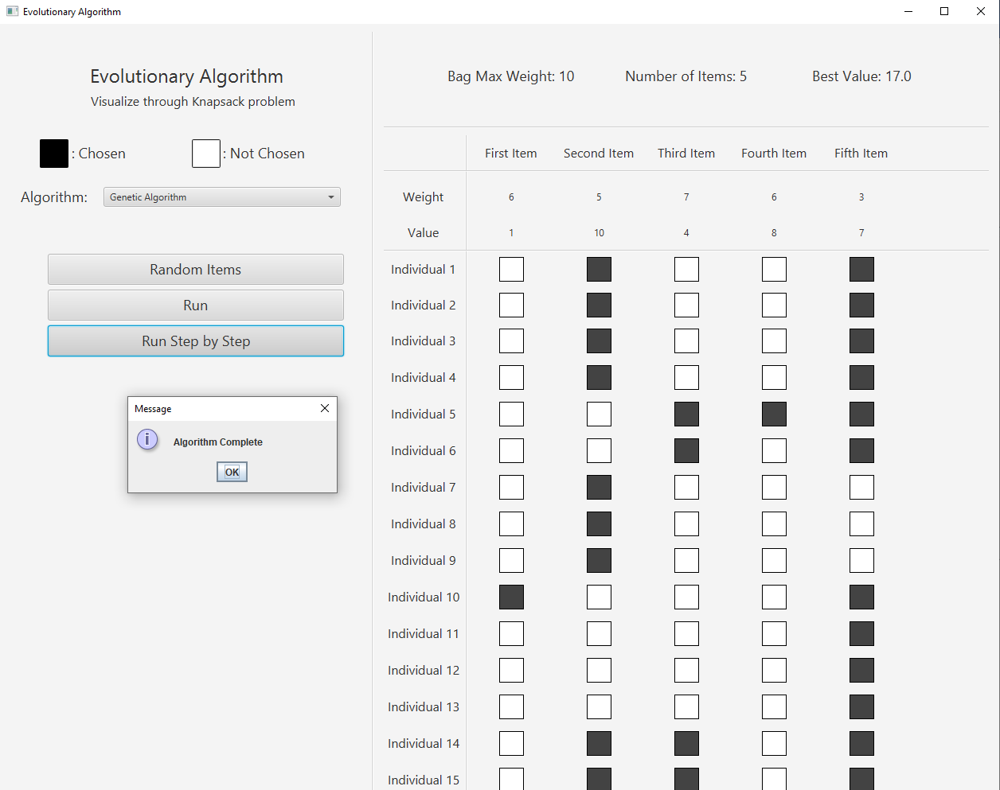 Evolutionary Algorithm
Evolutionary Algorithm
Visualize through Knapsack problem
: Chosen
: Not Chosen
Algorithm: Genetic Algorithm
Random Items
Run
Run Step by Step
Message
i
Algorithm Complete
OK
Bag Max Weight: 10 Number of Items: 5 Best Value: 17.0
First Item Second Item Third Item Fourth Item Fifth Item
Weight 6 5 7 6 3
Value 1 10 4 8 7
Individual 1
Individual 2
Individual 3
Individual 4
Individual 5
Individual 6
Individual 7
Individual 8
Individual 9
Individual 10
Individual 11
Individual 12
Individual 13
Individual 14
Individual 15